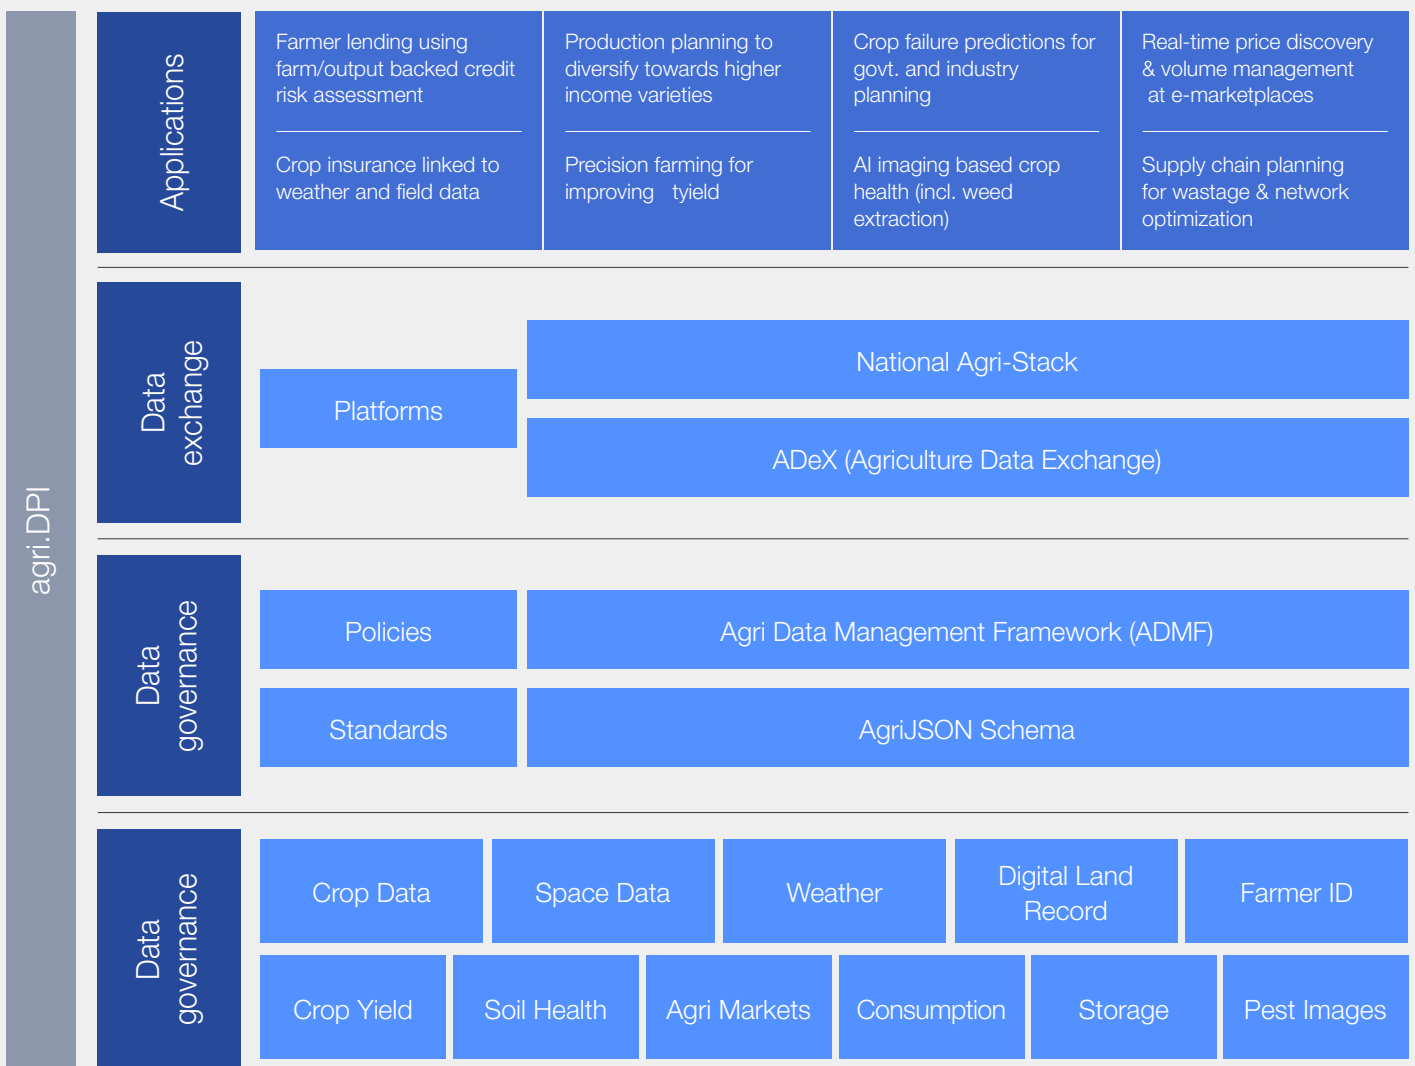 agri.DPI
Applications
Farmer lending using
farm/output backed credit
risk assessment
Crop insurance linked to
weather and field data
Production planning to
diversify towards higher
income varieties
Precision farming for
improving tyield
Crop failure predictions for
govt. and industry
planning
AI imaging based crop
health (incl. weed
extraction)
Real-time price discovery
& volume management
at e-marketplaces
Supply chain planning
for wastage & network
optimization
Data
exchange
Platforms
National Agri-Stack
ADeX (Agriculture Data Exchange)
Data
governance
Policies
Agri Data Management Framework (ADMF)
Standards
AgriJSON Schema
Data
governance
Crop Data
Space Data
Weather
Digital Land
Record
Farmer ID
Crop Yield
Soil Health
Agri Markets
Consumption
Storage
Pest Images